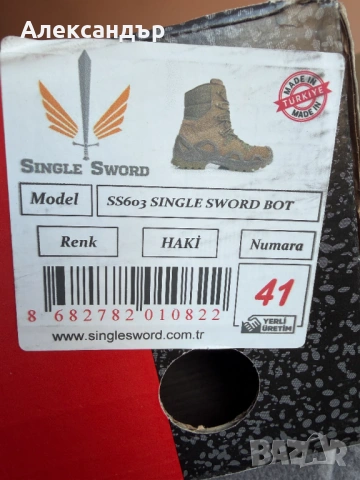 Александър
SINGLE SWORD
MADE IN
TURKIYE
MADE IN
Model
SS603 SINGLE SWORD BOT
Renk
HAKİ
Numara
8 682782 010822
41
YERLİ
ÜRETİM
www.singlesword.com.tr
BAZAR